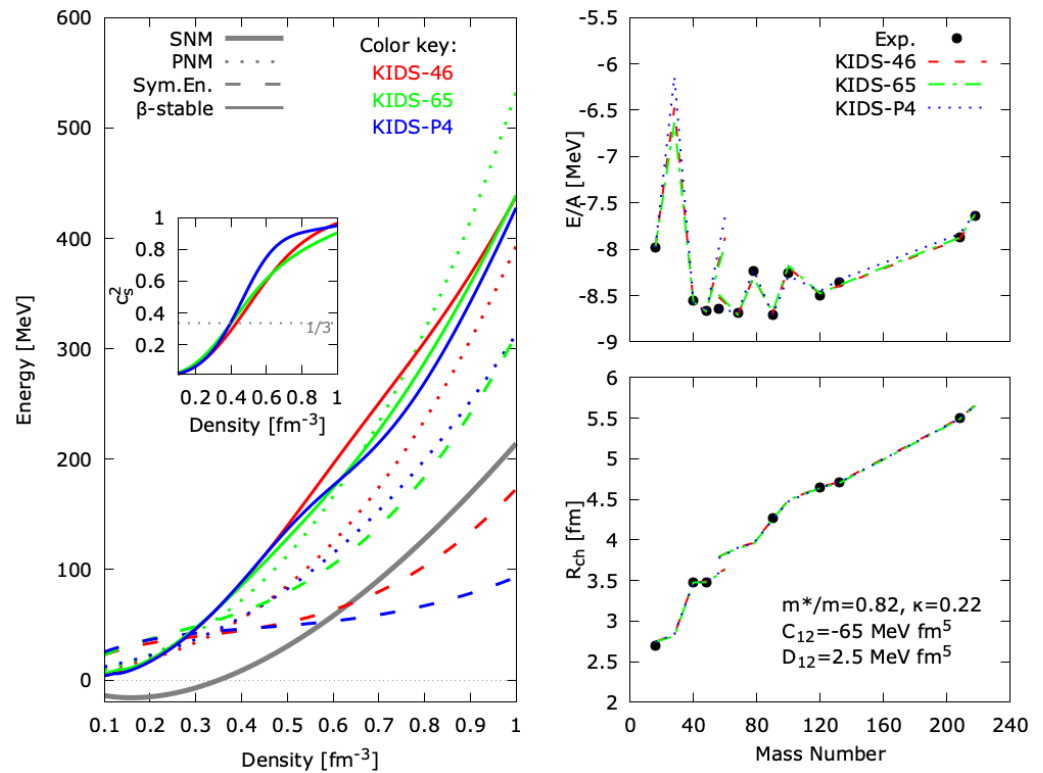 600
500
400
300
200
100
0
Energy [MeV]
SNM
PNM
Sym.En.
β-stable
Color key:
KIDS-46
KIDS-65
KIDS-P4
1
0.8
0.6
0.4
0.2
c_s^2
1/3
0.2 0.4 0.6 0.8 1
Density [fm^-3]
0.1 0.2 0.3 0.4 0.5 0.6 0.7 0.8 0.9 1
Density [fm^-3]
-5.5
-6
-6.5
-7
-7.5
-8
-8.5
-9
E/A [MeV]
Exp.
KIDS-46
KIDS-65
KIDS-P4
6
5.5
5
4.5
4
3.5
3
2.5
2
R_ch [fm]
m*/m=0.82, κ=0.22
C_12=-65 MeV fm^5
D_12=2.5 MeV fm^5
0 40 80 120 160 200 240
Mass Number